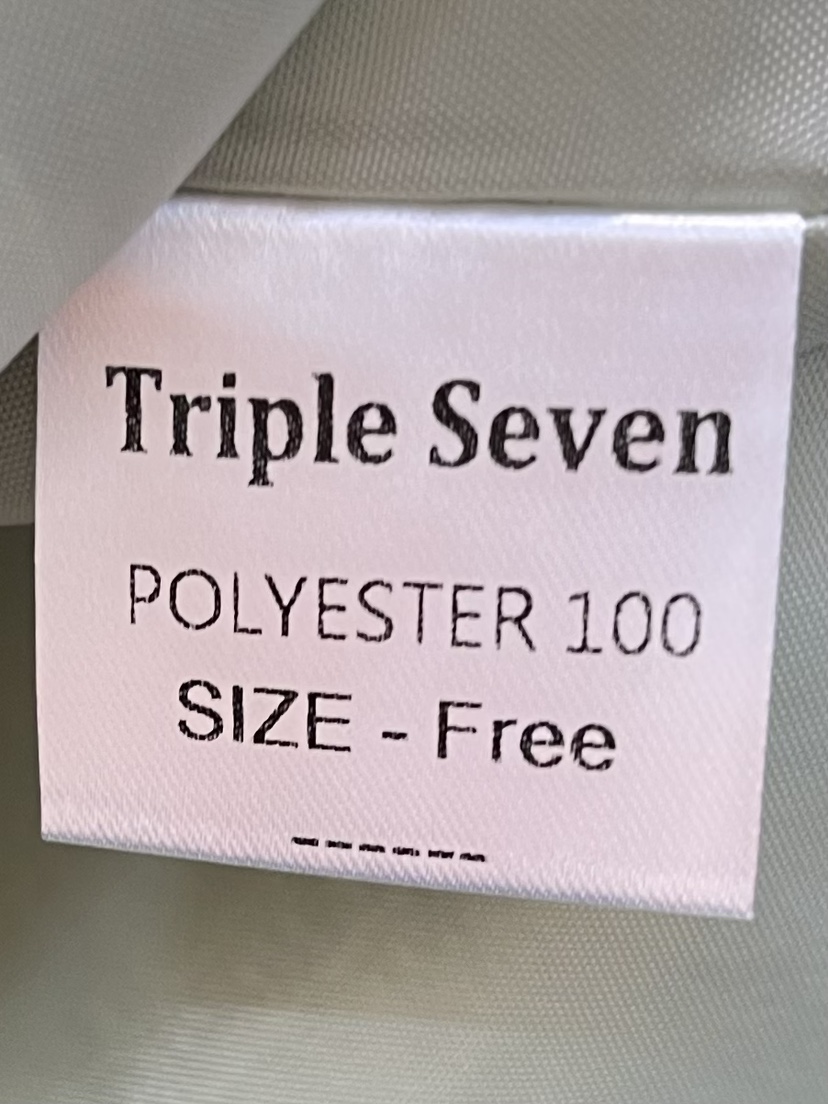 Triple Seven
POLYESTER 100
SIZE - Free